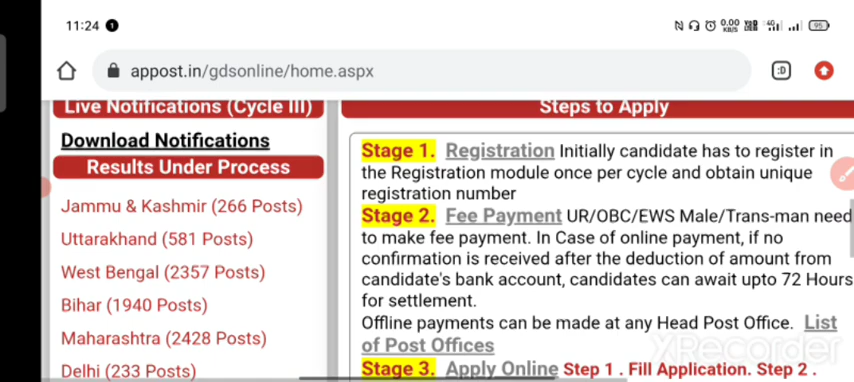 11:24 1 0.00 KB/S 4G 95
appost.in/gdsonline/home.aspx :D
Live Notifications (Cycle III)
Download Notifications
Results Under Process
Jammu & Kashmir (266 Posts)
Uttarakhand (581 Posts)
West Bengal (2357 Posts)
Bihar (1940 Posts)
Maharashtra (2428 Posts)
Delhi (233 Posts)
Steps to Apply
Stage 1. Registration Initially candidate has to register in
the Registration module once per cycle and obtain unique
registration number
Stage 2. Fee Payment UR/OBC/EWS Male/Trans-man need
to make fee payment. In Case of online payment, if no
confirmation is received after the deduction of amount from
candidate's bank account, candidates can await upto 72 Hours
for settlement.
Offline payments can be made at any Head Post Office. List
of Post Offices
Stage 3. Apply Online Step 1 . Fill Application. Step 2 .
XRecorder